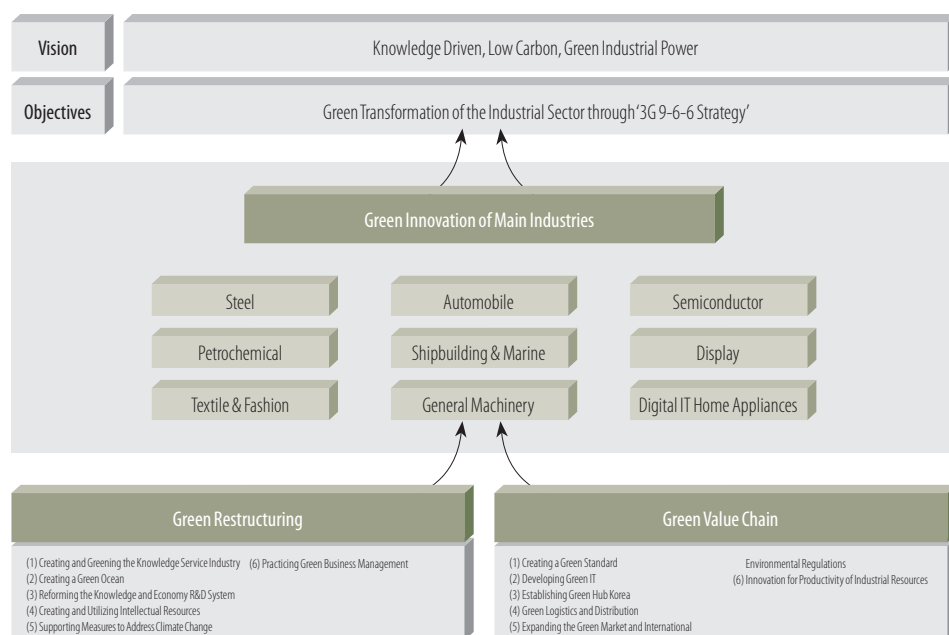 Vision
Knowledge Driven, Low Carbon, Green Industrial Power
Objectives
Green Transformation of the Industrial Sector through ‘3G 9-6-6 Strategy’
Green Innovation of Main Industries
Steel
Automobile
Semiconductor
Petrochemical
Shipbuilding & Marine
Display
Textile & Fashion
General Machinery
Digital IT Home Appliances
Green Restructuring
(1) Creating and Greening the Knowledge Service Industry
(2) Creating a Green Ocean
(3) Reforming the Knowledge and Economy R&D System
(4) Creating and Utilizing Intellectual Resources
(5) Supporting Measures to Address Climate Change
(6) Practicing Green Business Management
Green Value Chain
(1) Creating a Green Standard
(2) Developing Green IT
(3) Establishing Green Hub Korea
(4) Green Logistics and Distribution
(5) Expanding the Green Market and International
Environmental Regulations
(6) Innovation for Productivity of Industrial Resources